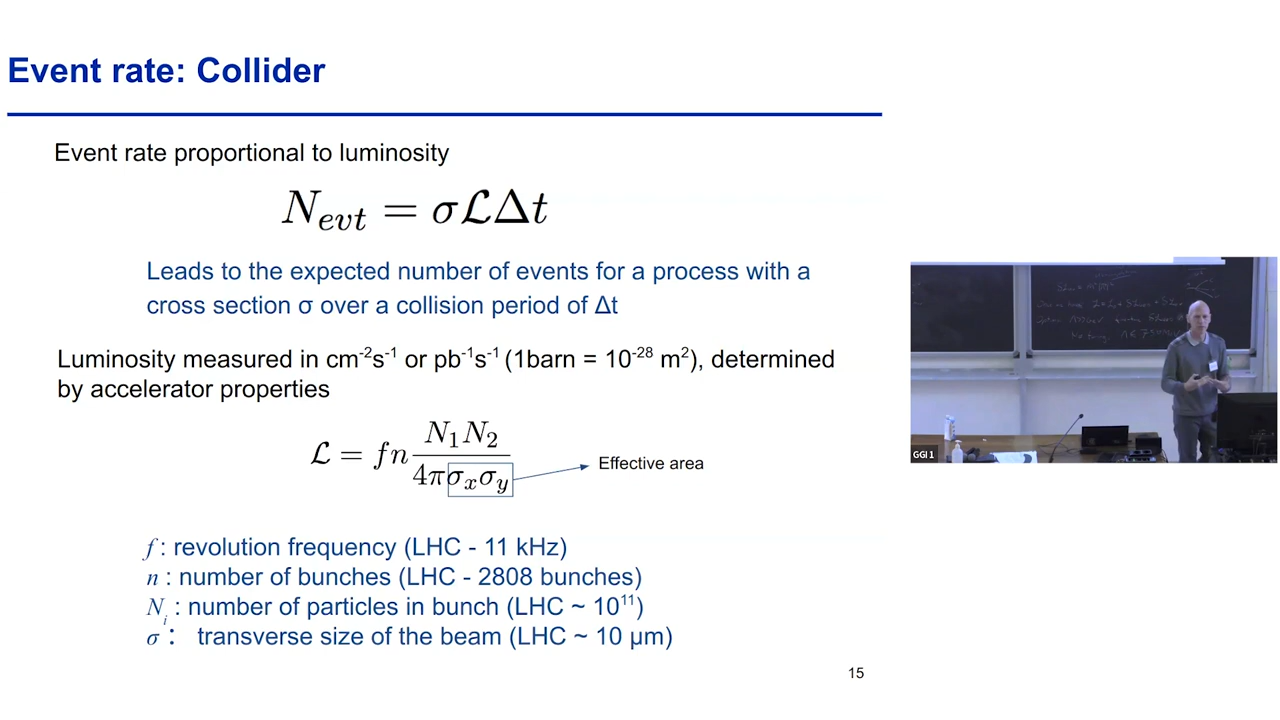 Event rate: Collider
Event rate proportional to luminosity
N_{evt} = σℒΔt
Leads to the expected number of events for a process with a
cross section σ over a collision period of Δt
Luminosity measured in cm⁻²s⁻¹ or pb⁻¹s⁻¹ (1barn = 10⁻²⁸ m²), determined
by accelerator properties
ℒ = fn N₁N₂ / 4πσₓσ_y
Effective area
f : revolution frequency (LHC - 11 kHz)
n : number of bunches (LHC - 2808 bunches)
N_i : number of particles in bunch (LHC ~ 10¹¹)
σ : transverse size of the beam (LHC ~ 10 μm)
15
GGI 1